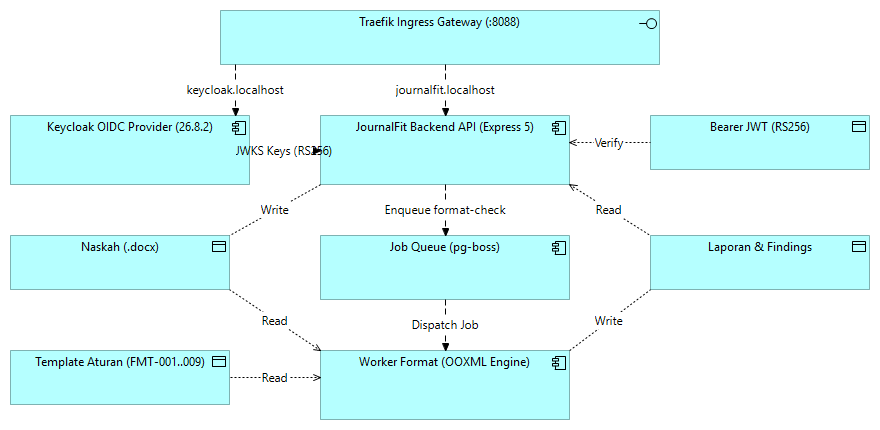 Traefik Ingress Gateway (:8088)
keycloak.localhost
journalfit.localhost
Keycloak OIDC Provider (26.8.2)
JWKS Keys (RS256)
JournalFit Backend API (Express 5)
Verify
Bearer JWT (RS256)
Write
Enqueue format-check
Read
Naskah (.docx)
Job Queue (pg-boss)
Laporan & Findings
Read
Dispatch Job
Write
Template Aturan (FMT-001..009)
Read
Worker Format (OOXML Engine)